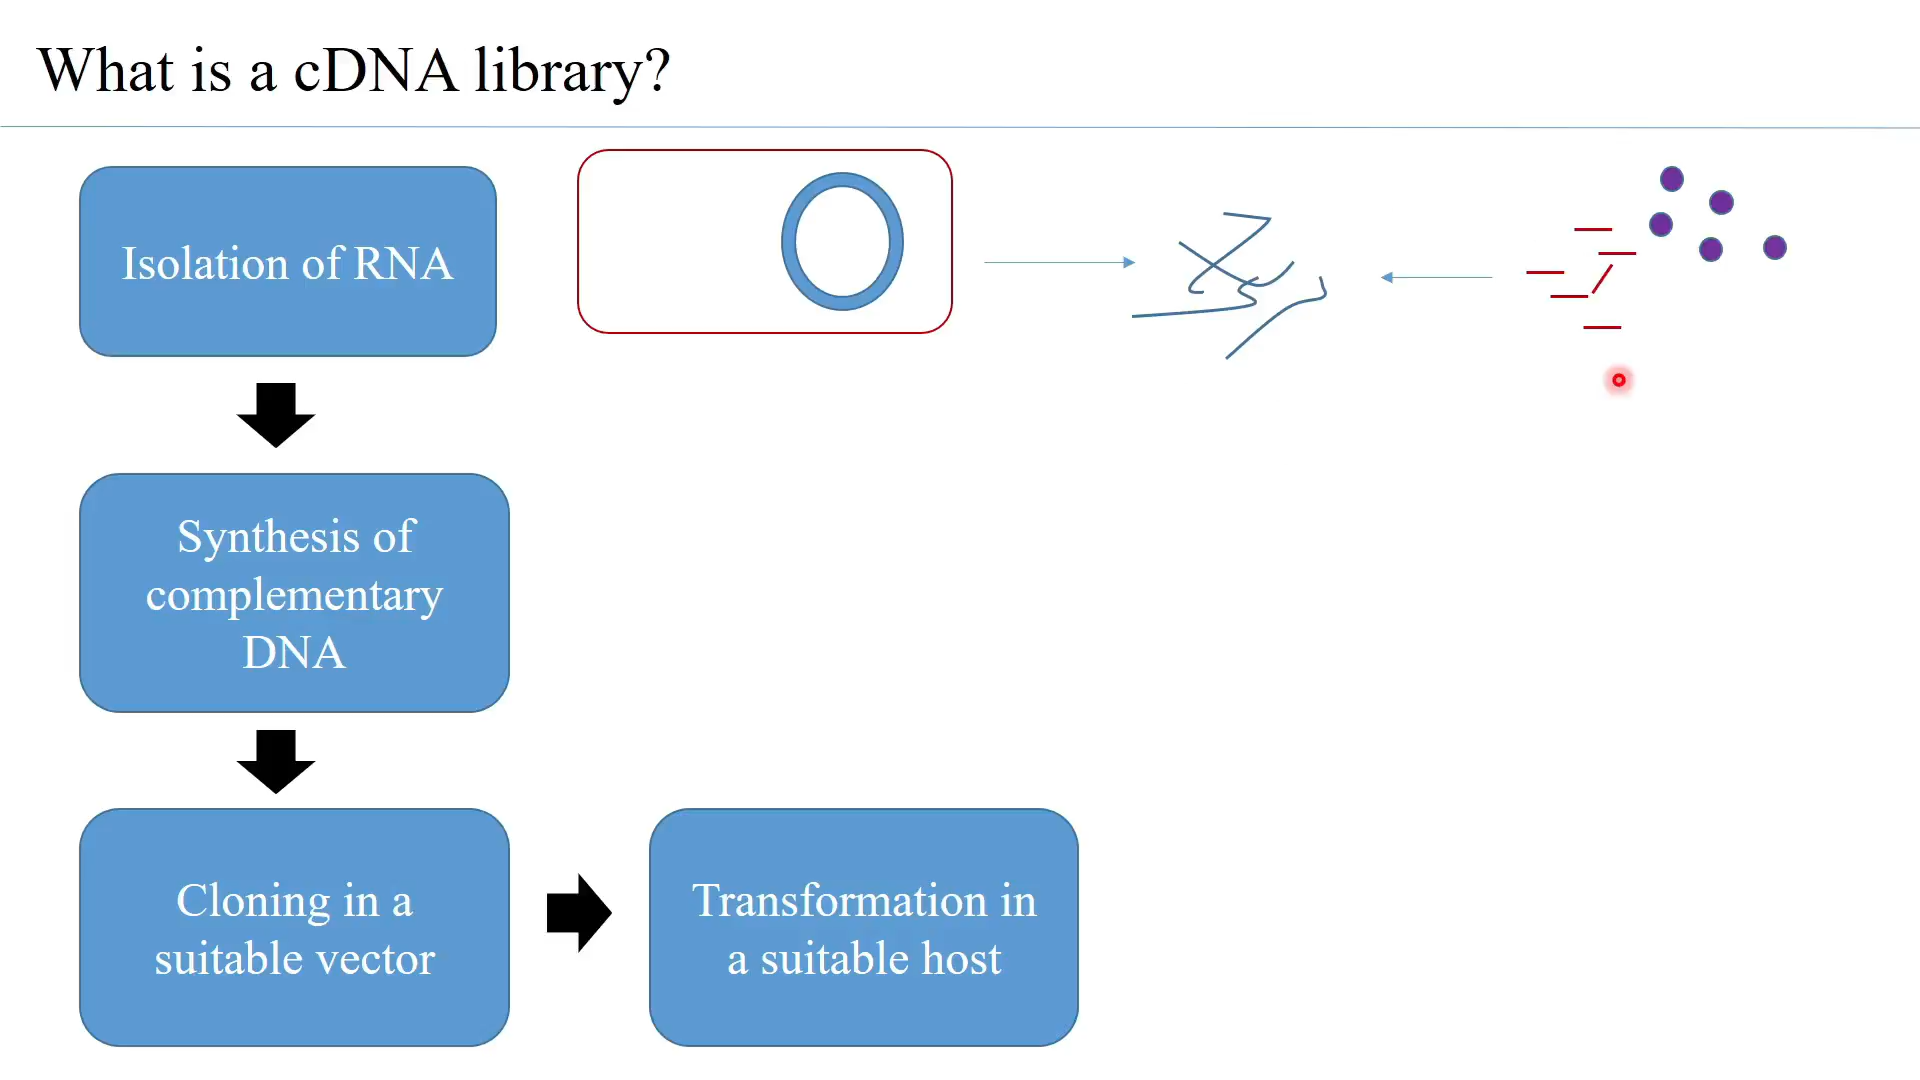 What is a cDNA library?
Isolation of RNA
Synthesis of
complementary
DNA
Cloning in a
suitable vector
Transformation in
a suitable host